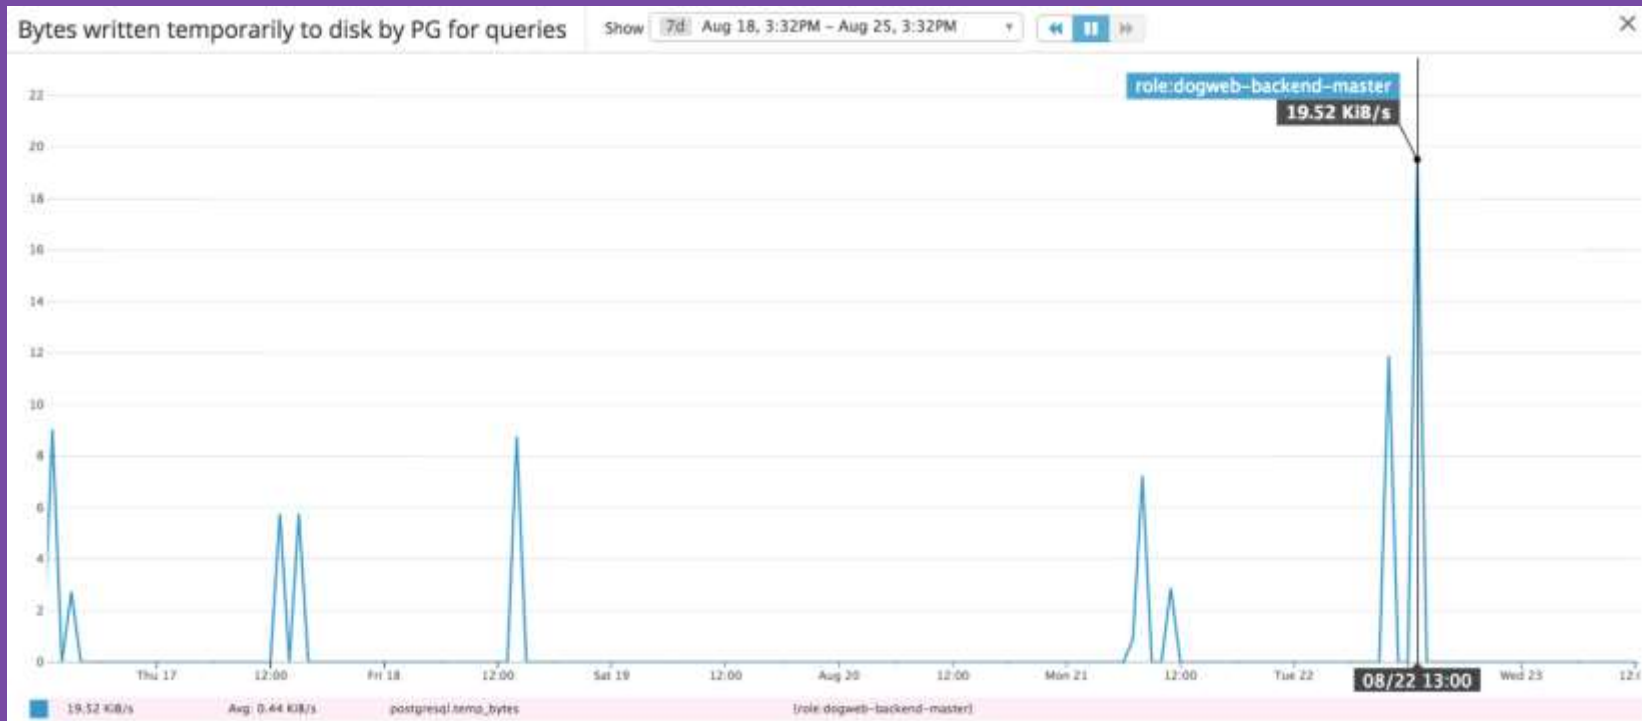 Bytes written temporarily to disk by PG for queries
Show 7d Aug 18, 3:32PM – Aug 25, 3:32PM
role:dogweb-backend-master
19.52 KiB/s
22
20
18
16
14
12
10
8
6
4
2
0
Thu 17 12:00 Fri 18 12:00 Sat 19 12:00 Aug 20 12:00 Mon 21 12:00 Tue 22 08/22 13:00 Wed 23
19.52 KiB/s Avg: 0.44 KiB/s postgresql.temp_bytes {role:dogweb-backend-master}